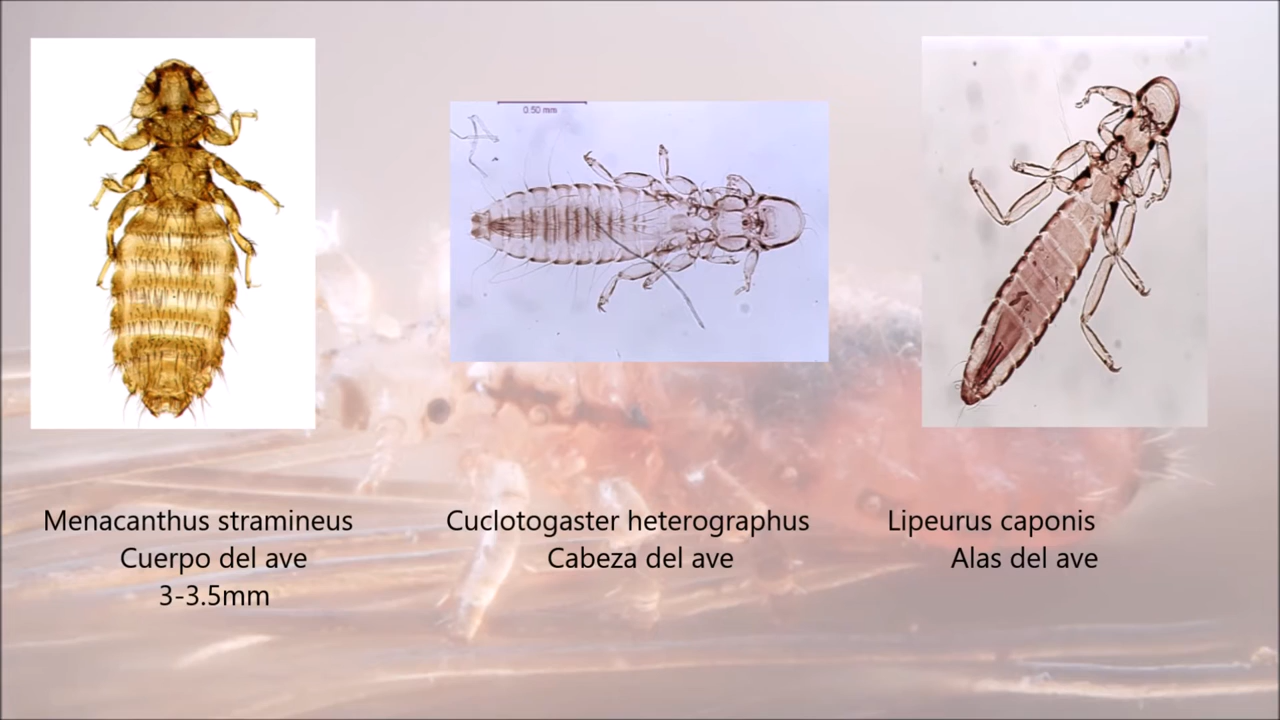 0.50 mm
Menacanthus stramineus
Cuerpo del ave
3-3.5mm
Cuclotogaster heterographus
Cabeza del ave
Lipeurus caponis
Alas del ave